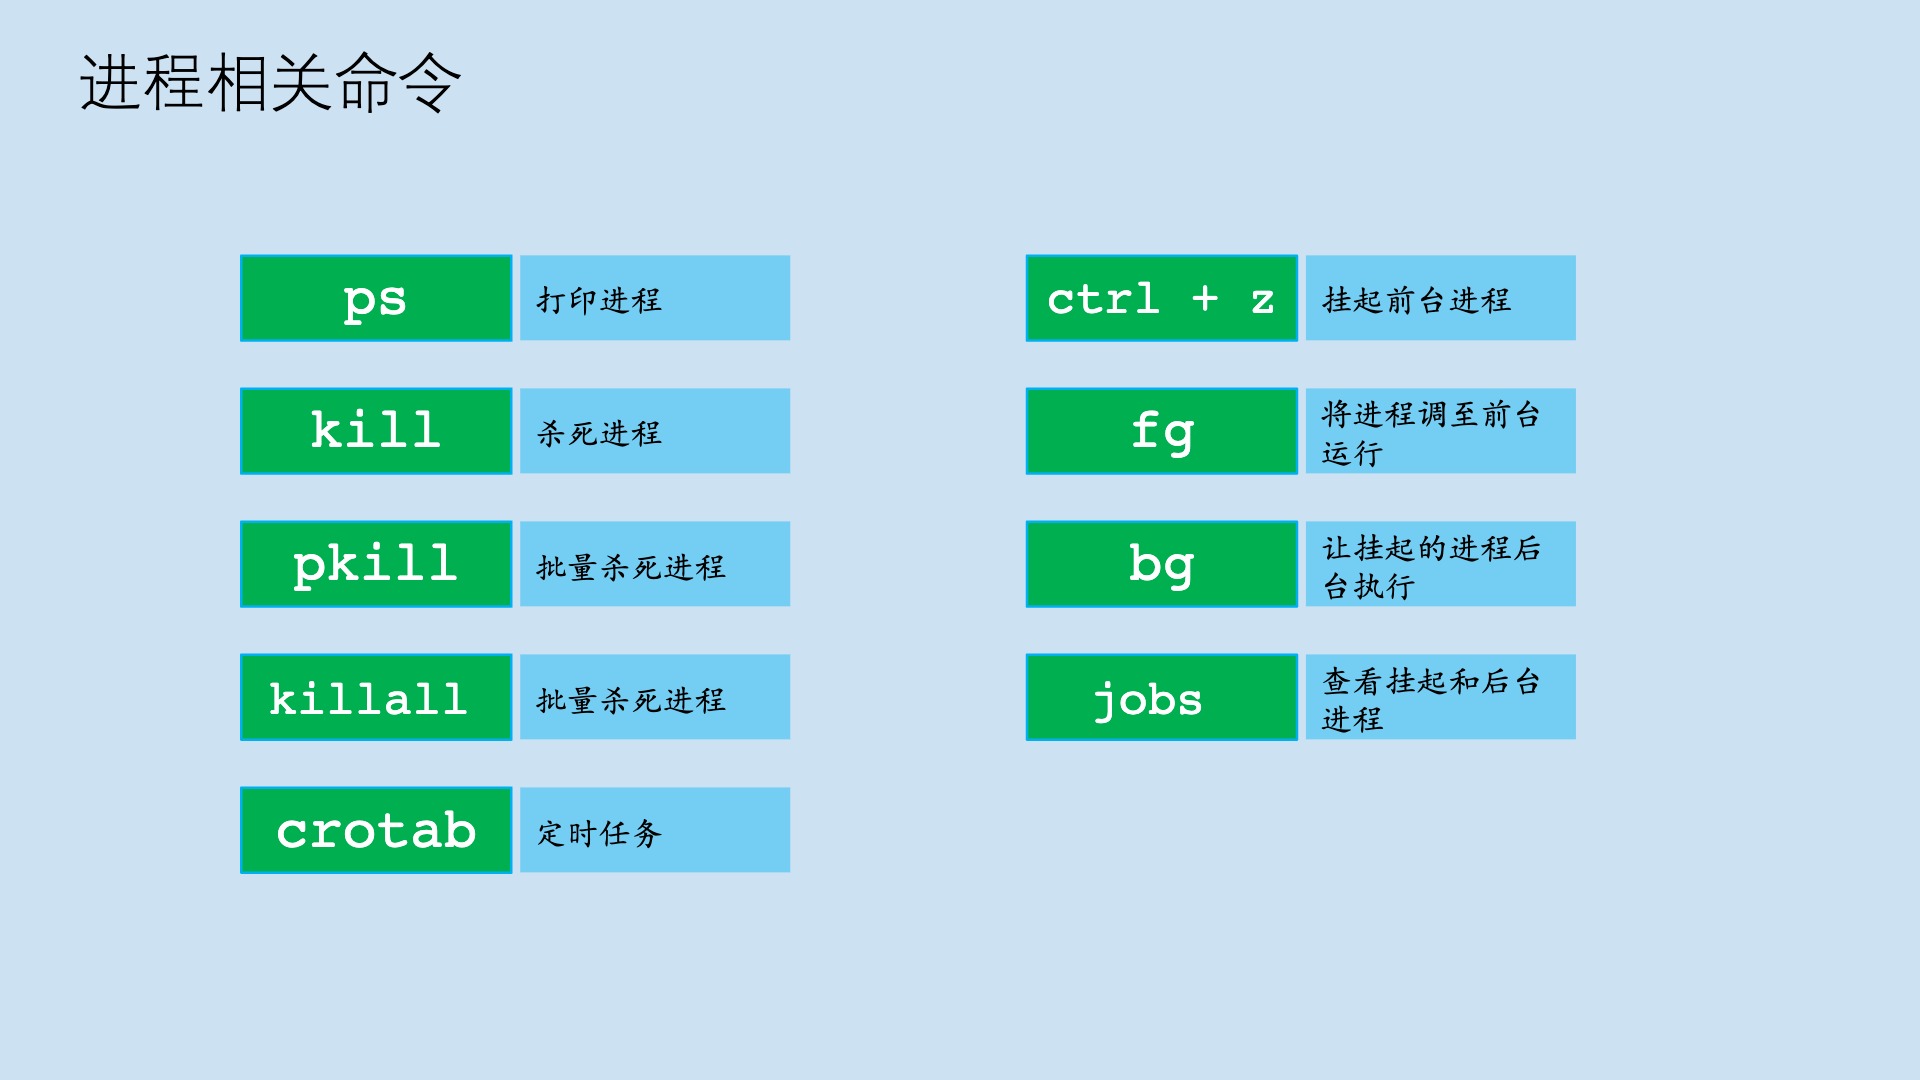 进程相关命令
ps
打印进程
kill
杀死进程
pkill
批量杀死进程
killall
批量杀死进程
crotab
定时任务
ctrl + z
挂起前台进程
fg
将进程调至前台
运行
bg
让挂起的进程后
台执行
jobs
查看挂起和后台
进程